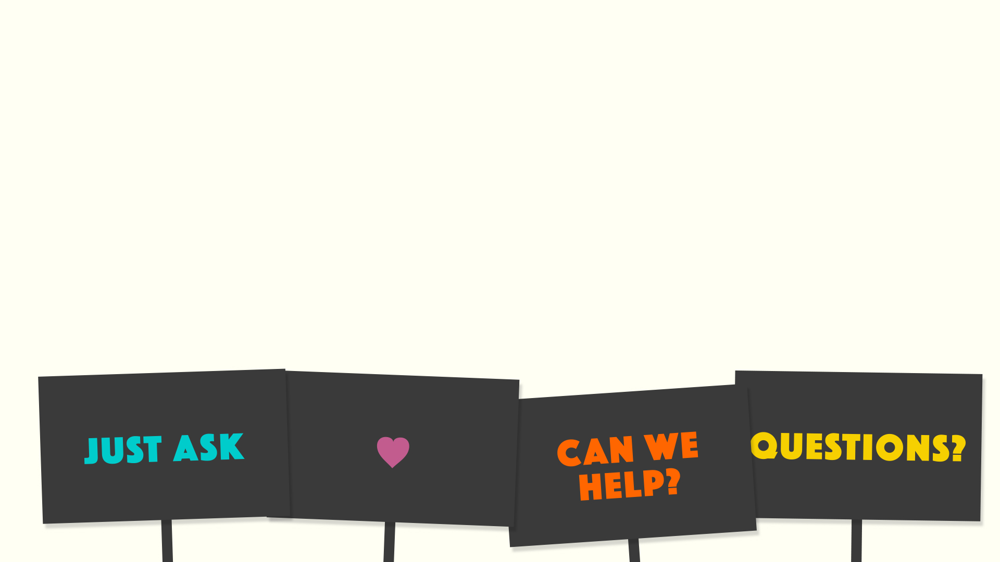 JUST ASK
CAN WE
HELP?
QUESTIONS?